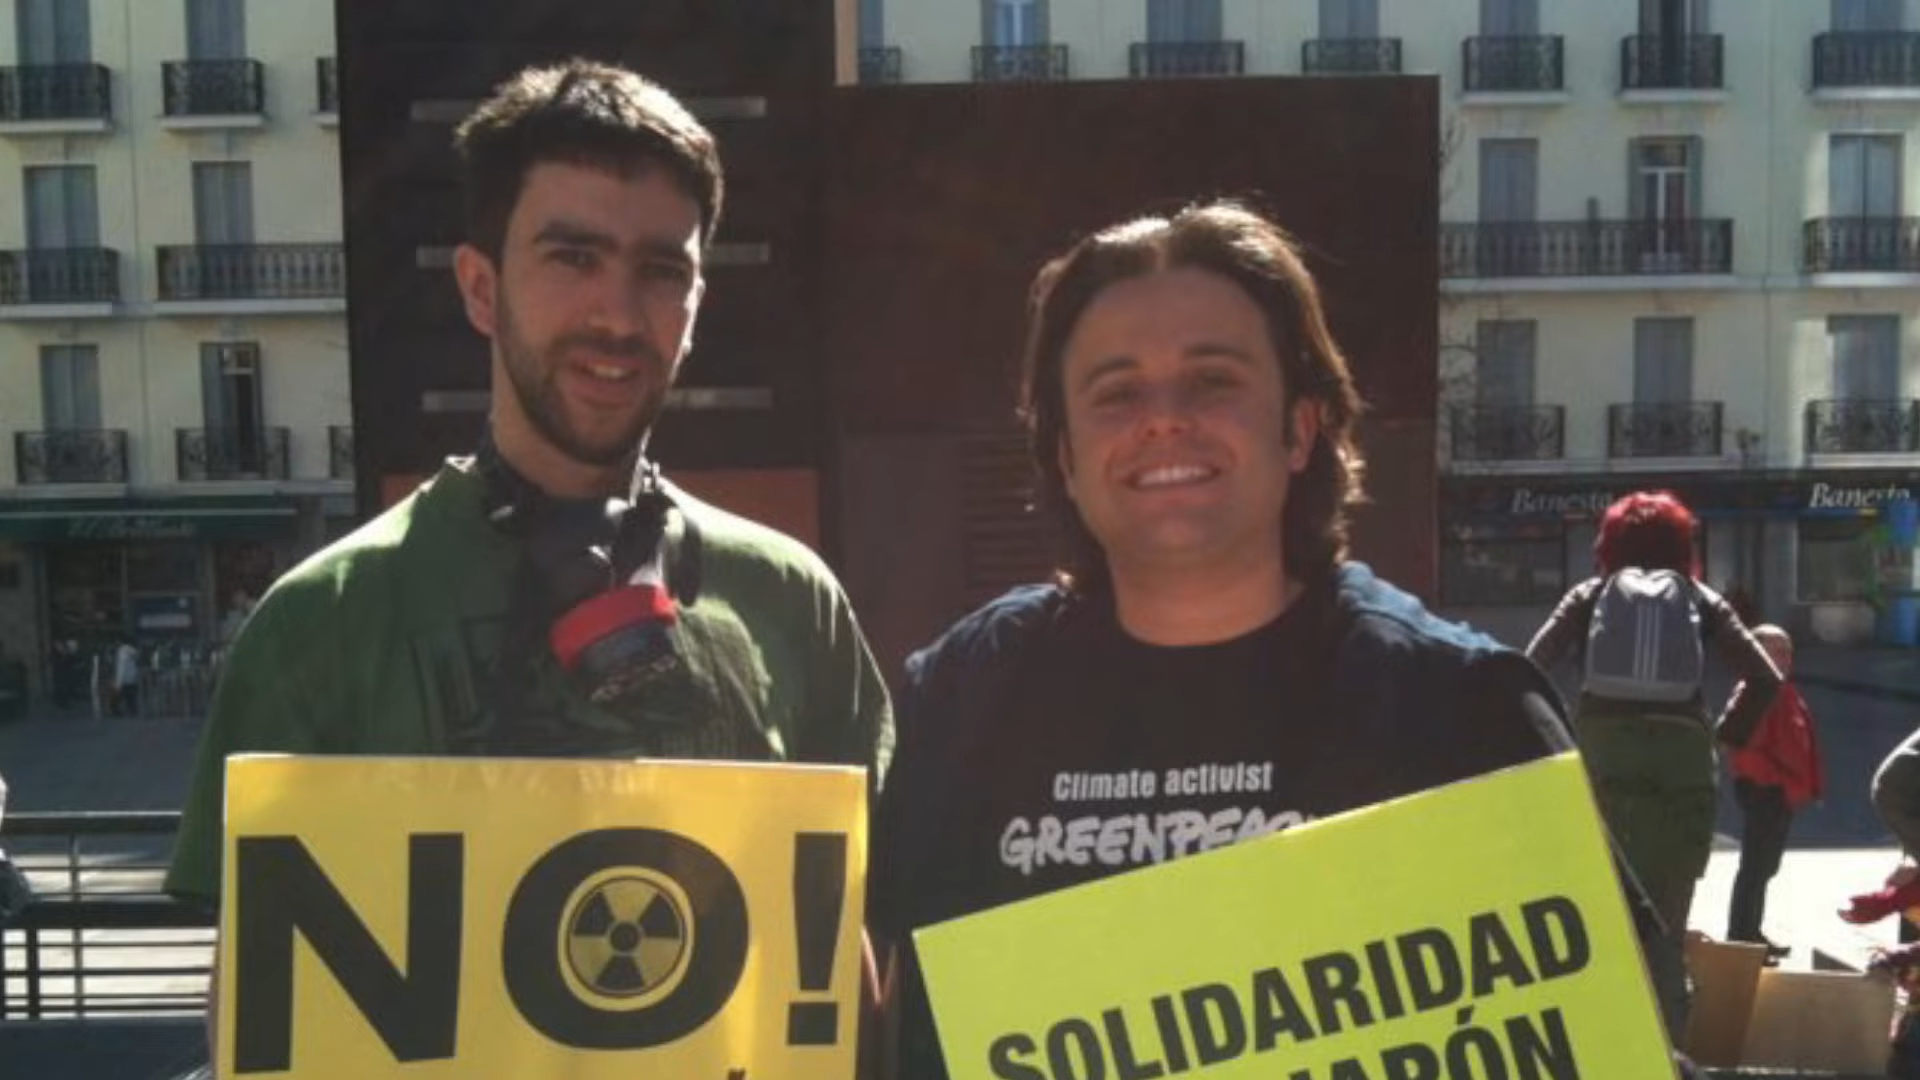 Banesto
Banesto
Climate activist
GREENPEAC
NO!
SOLIDARIDAD
JAPÓN